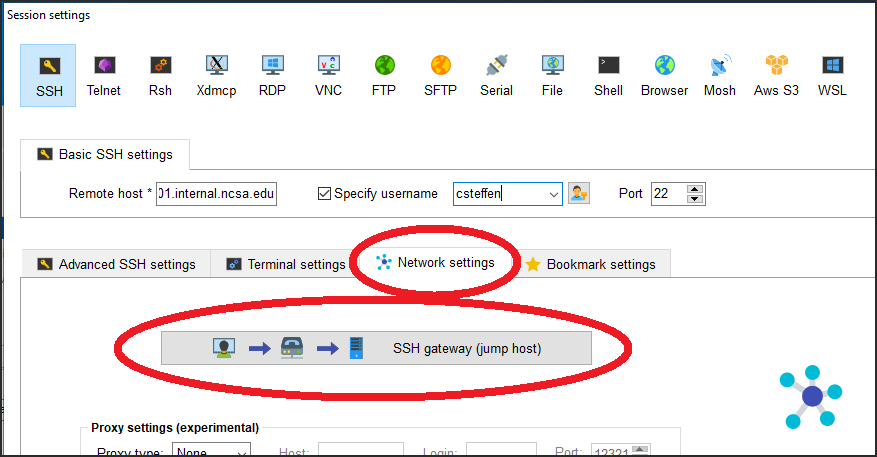 Session settings
SSH Telnet Rsh Xdmcp RDP VNC FTP SFTP Serial File Shell Browser Mosh Aws S3 WSL
Basic SSH settings
Remote host * 01.internal.ncsa.edu Specify username csteffen Port 22
Advanced SSH settings Terminal settings Network settings Bookmark settings
SSH gateway (jump host)
Proxy settings (experimental)
Proxy type: None Host: Login: Port: 12321